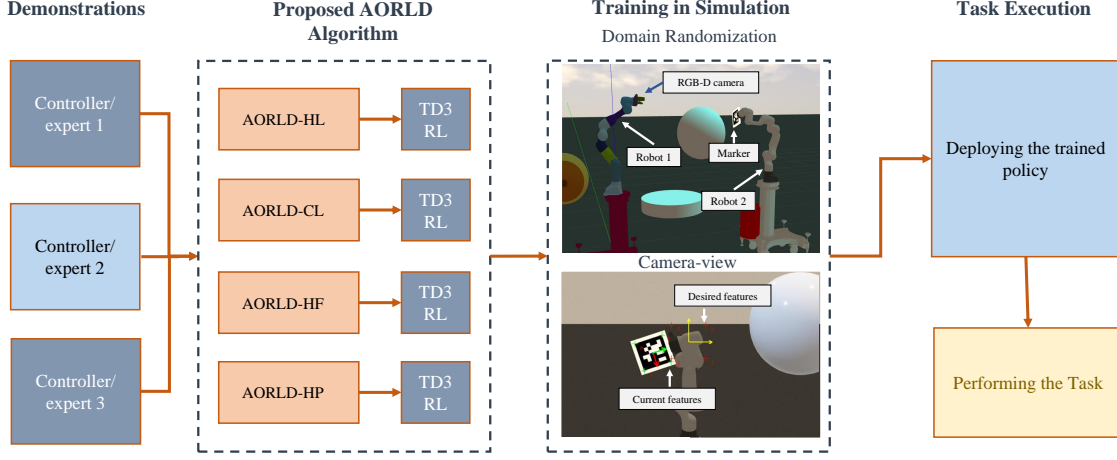 Demonstrations
Controller/
expert 1
Controller/
expert 2
Controller/
expert 3
Proposed AORLD
Algorithm
AORLD-HL
TD3
RL
AORLD-CL
TD3
RL
AORLD-HF
TD3
RL
AORLD-HP
TD3
RL
Training in Simulation
Domain Randomization
RGB-D camera
Robot 1
Marker
Robot 2
Camera-view
Desired features
Current features
Task Execution
Deploying the trained
policy
Performing the Task